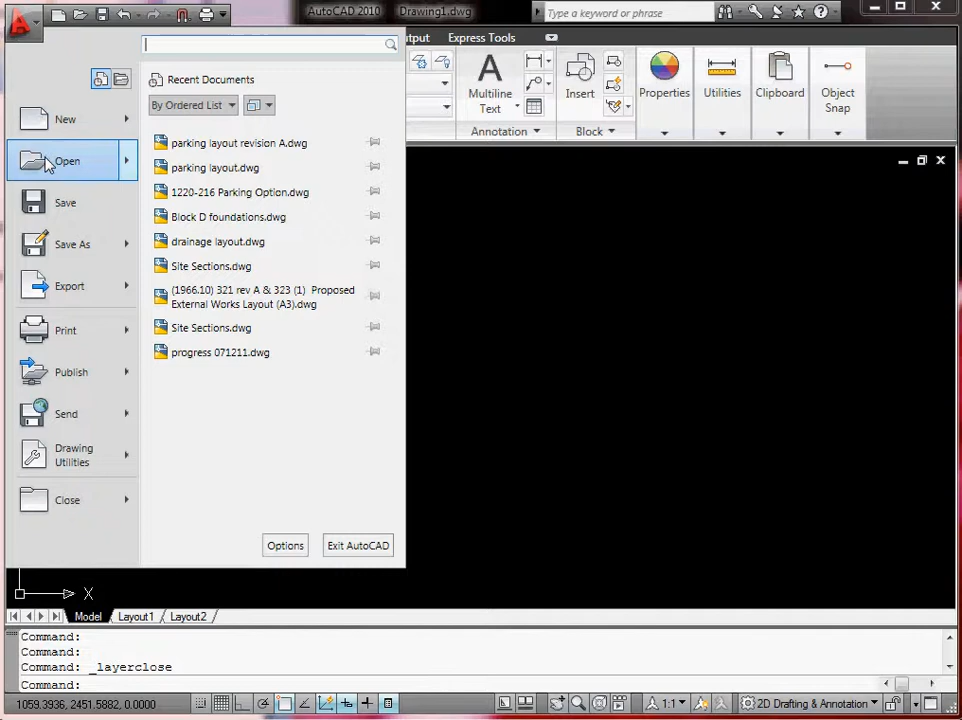 AutoCAD 2010 Drawing1.dwg
Type a keyword or phrase
Recent Documents
By Ordered List
New
Open
Save
Save As
Export
Print
Publish
Send
Drawing
Utilities
Close
parking layout revision A.dwg
parking layout.dwg
1220-216 Parking Option.dwg
Block D foundations.dwg
drainage layout.dwg
Site Sections.dwg
(1966.10) 321 rev A & 323 (1) Proposed
External Works Layout (A3).dwg
Site Sections.dwg
progress 071211.dwg
Options Exit AutoCAD
utput Express Tools
Multiline
Text
Insert
Properties
Utilities
Clipboard
Object
Snap
Annotation
Block
X
Model Layout1 Layout2
Command:
Command:
Command: _layerclose
Command:
1059.3936, 2451.5882, 0.0000
1:1
2D Drafting & Annotation